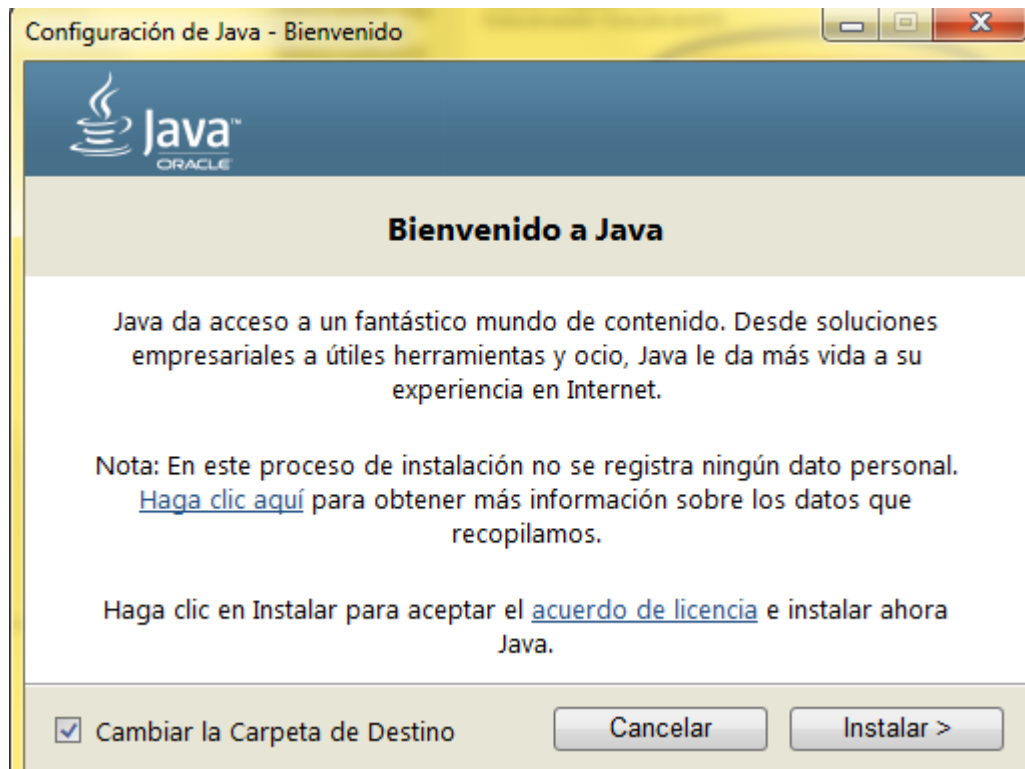 Configuración de Java - Bienvenido
Java™
ORACLE
Bienvenido a Java
Java da acceso a un fantástico mundo de contenido. Desde soluciones
empresariales a útiles herramientas y ocio, Java le da más vida a su
experiencia en Internet.
Nota: En este proceso de instalación no se registra ningún dato personal.
Haga clic aquí para obtener más información sobre los datos que
recopilamos.
Haga clic en Instalar para aceptar el acuerdo de licencia e instalar ahora
Java.
Cambiar la Carpeta de Destino
Cancelar
Instalar >